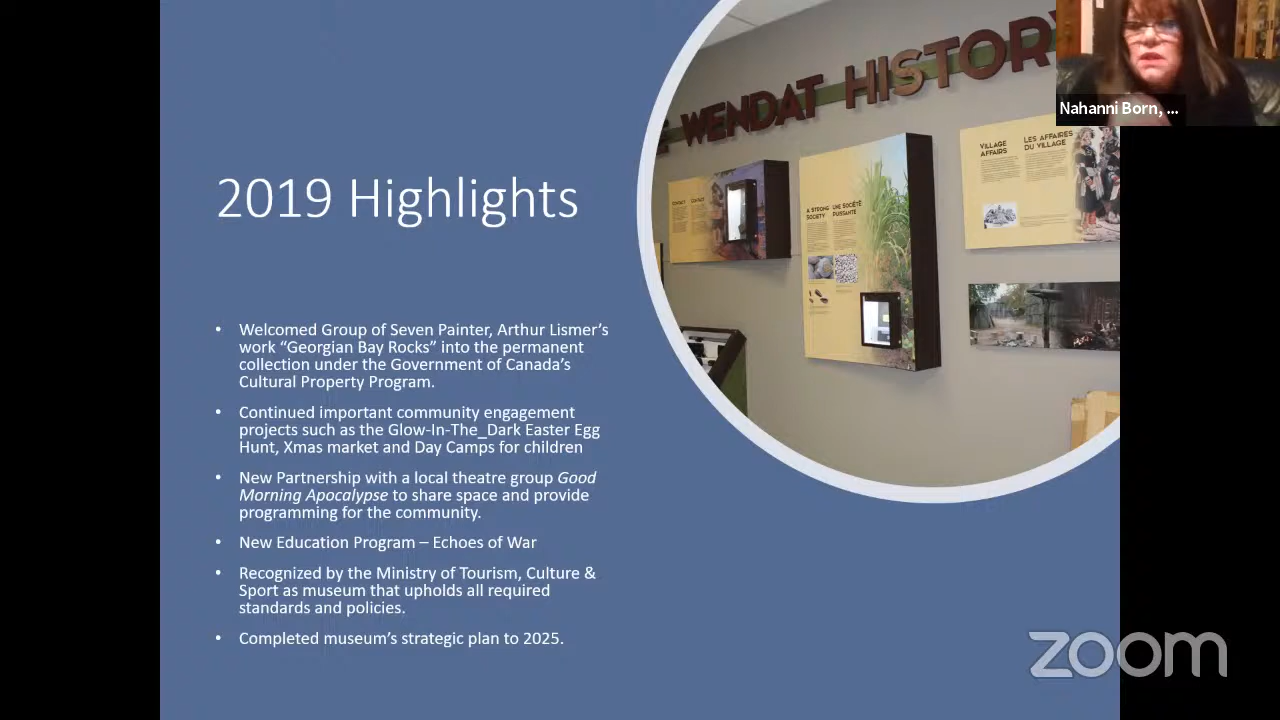 2019 Highlights
• Welcomed Group of Seven Painter, Arthur Lismer's
work “Georgian Bay Rocks” into the permanent
collection under the Government of Canada's
Cultural Property Program.
• Continued important community engagement
projects such as the Glow-In-The_Dark Easter Egg
Hunt, Xmas market and Day Camps for children
• New Partnership with a local theatre group Good
Morning Apocalypse to share space and provide
programming for the community.
• New Education Program – Echoes of War
• Recognized by the Ministry of Tourism, Culture &
Sport as museum that upholds all required
standards and policies.
• Completed museum's strategic plan to 2025.
WENDAT HISTOR
CONTACT CONTACT
A STRONG
SOCIETY
UNE SOCIÉTÉ
PUISSANTE
VILLAGE
AFFAIRS
LES AFFAIRES
DU VILLAGE
Nahanni Born, ...
zoom